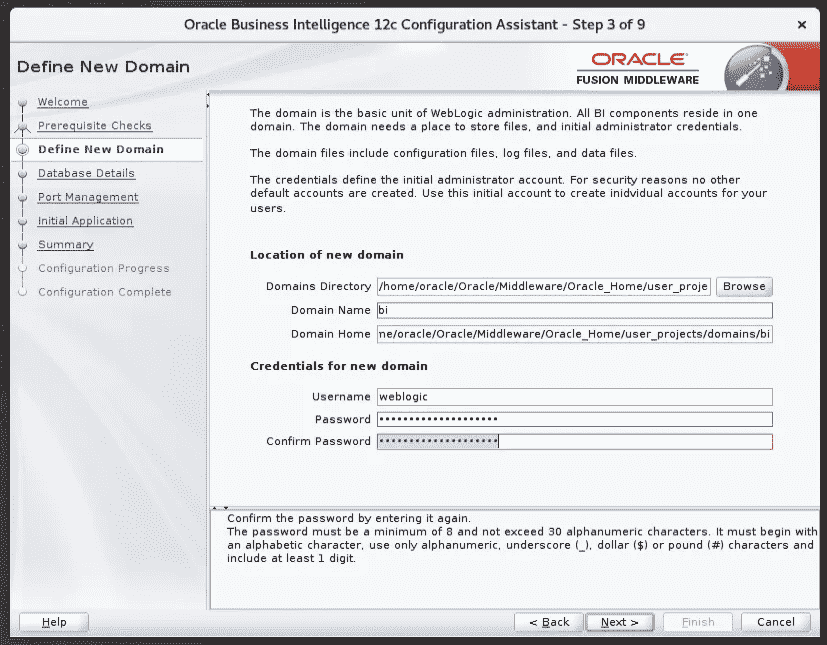 Oracle Business Intelligence 12c Configuration Assistant - Step 3 of 9
Define New Domain
ORACLE
FUSION MIDDLEWARE
Welcome
Prerequisite Checks
Define New Domain
Database Details
Port Management
Initial Application
Summary
Configuration Progress
Configuration Complete
The domain is the basic unit of WebLogic administration. All BI components reside in one
domain. The domain needs a place to store files, and initial administrator credentials.
The domain files include configuration files, log files, and data files.
The credentials define the initial administrator account. For security reasons no other
default accounts are created. Use this initial account to create inidvidual accounts for your
users.
Location of new domain
Domains Directory /home/oracle/Oracle/Middleware/Oracle_Home/user_proje Browse
Domain Name bi
Domain Home ne/oracle/Oracle/Middleware/Oracle_Home/user_projects/domains/bi
Credentials for new domain
Username weblogic
Password ••••••••••••••••••••
Confirm Password ••••••••••••••••••••
Confirm the password by entering it again.
The password must be a minimum of 8 and not exceed 30 alphanumeric characters. It must begin with
an alphabetic character, use only alphanumeric, underscore (_), dollar ($) or pound (#) characters and
include at least 1 digit.
Help < Back Next > Finish Cancel